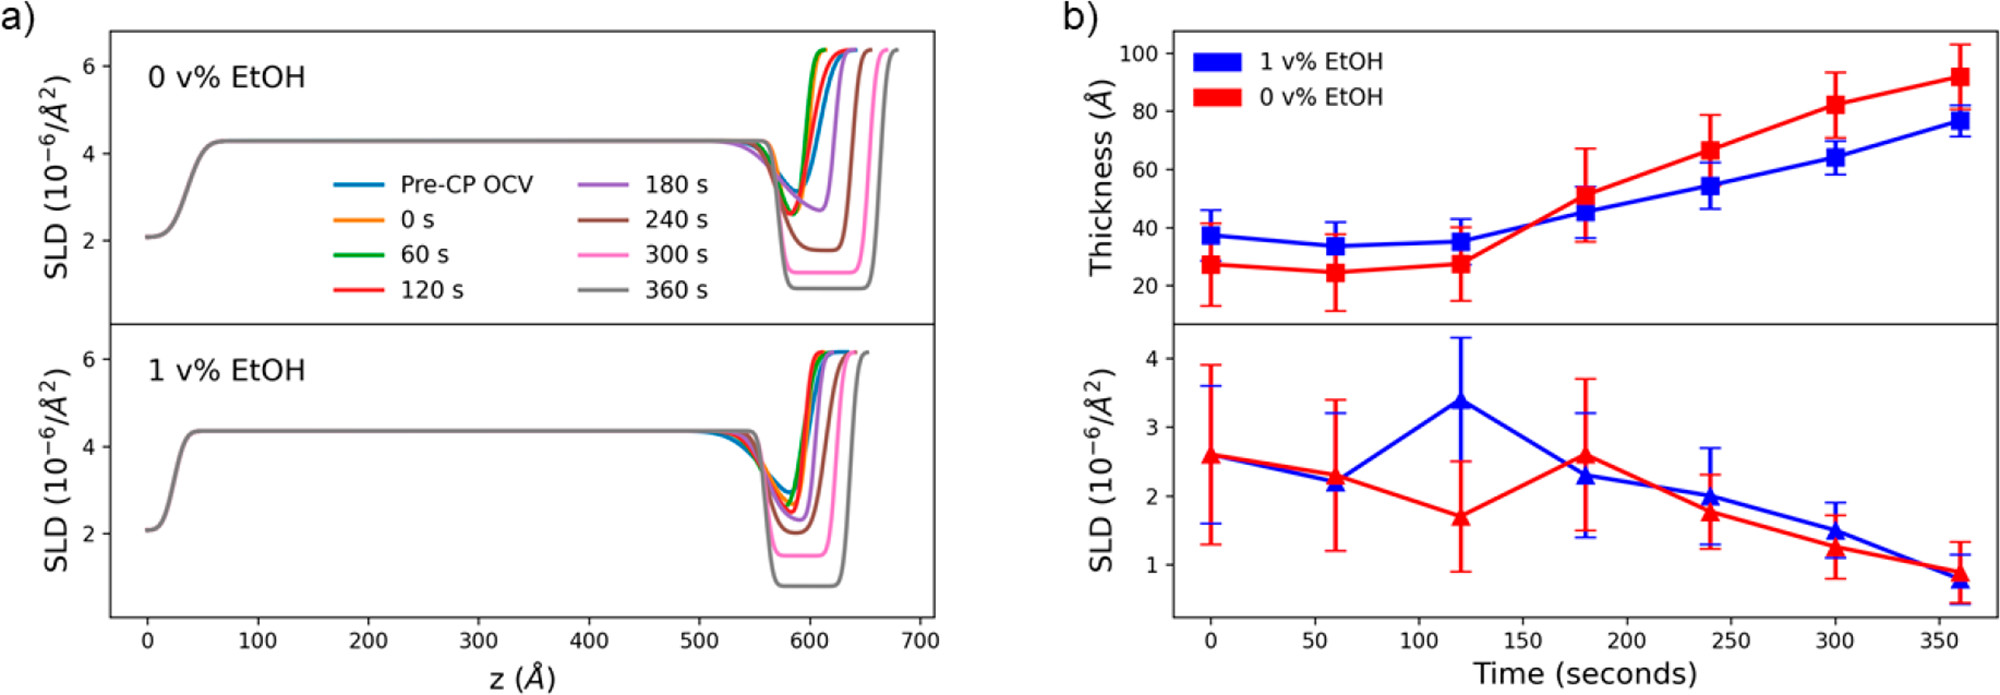 a)
0 v% EtOH
6
4
2
SLD (10⁻⁶/Å²)
Pre-CP OCV
0 s
60 s
120 s
180 s
240 s
300 s
360 s
1 v% EtOH
6
4
2
SLD (10⁻⁶/Å²)
0 100 200 300 400 500 600 700
z (Å)
b)
1 v% EtOH
0 v% EtOH
100
80
60
40
20
Thickness (Å)
4
3
2
1
SLD (10⁻⁶/Å²)
0 50 100 150 200 250 300 350
Time (seconds)